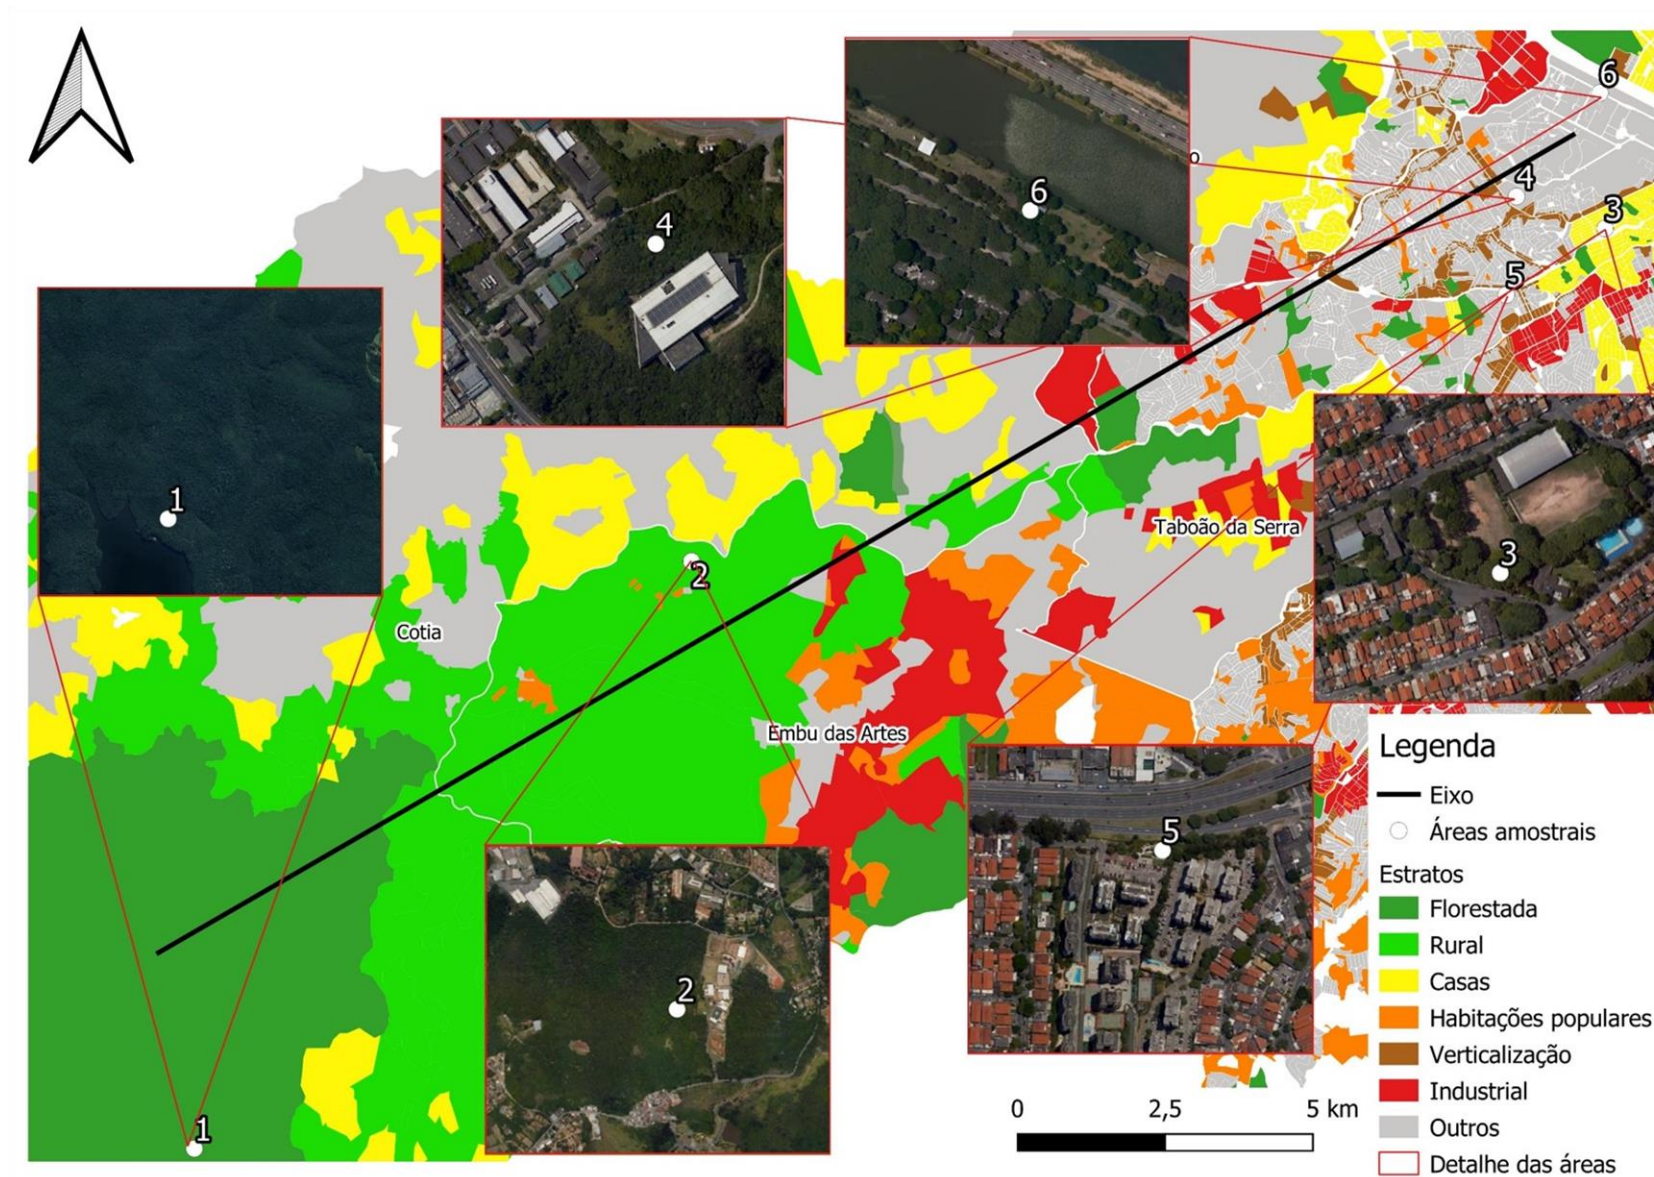 6
4
6
o
4
3
5
1
Taboão da Serra
3
2
Cotia
Embu das Artes
5
2
1
0 2,5 5 km
Legenda
Eixo
Áreas amostrais
Estratos
Florestada
Rural
Casas
Habitações populares
Verticalização
Industrial
Outros
Detalhe das áreas